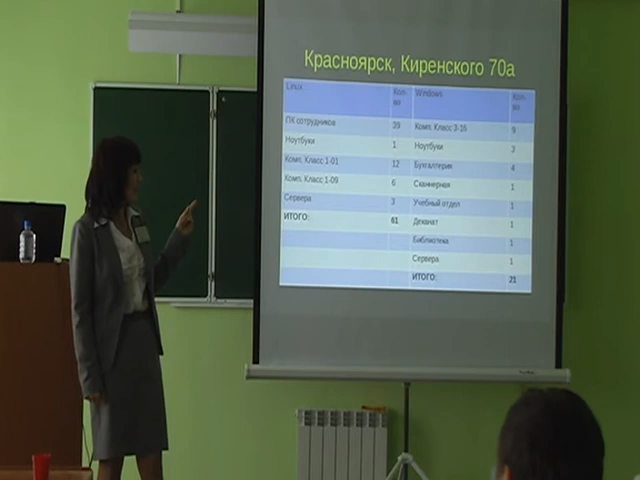 Красноярск, Киренского 70а
Linux Кол-во Windows Кол-во
ПК сотрудников 39 Комп. Класс 3-16 9
Ноутбуки 1 Ноутбуки 3
Комп. Класс 1-01 12 Бухгалтерия 4
Комп. Класс 1-09 6 Сканнерная 1
Сервера 3 Учебный отдел 1
ИТОГО: 61 Деканат 1
Библиотека 1
Сервера 1
ИТОГО: 21